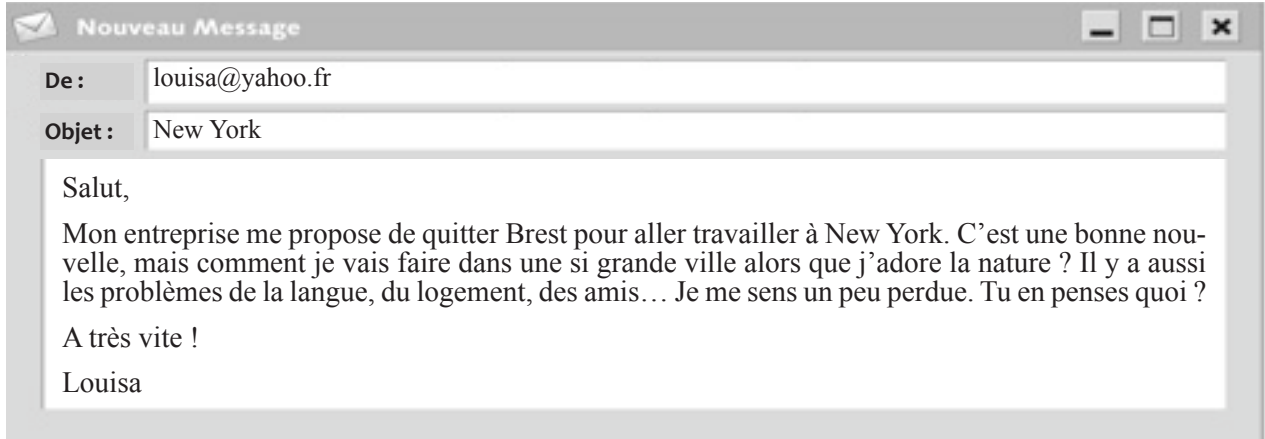 Nouveau Message
De : louisa@yahoo.fr
Objet : New York
Salut,
Mon entreprise me propose de quitter Brest pour aller travailler à New York. C’est une bonne nou-
velle, mais comment je vais faire dans une si grande ville alors que j’adore la nature ? Il y a aussi
les problèmes de la langue, du logement, des amis… Je me sens un peu perdue. Tu en penses quoi ?
A très vite !
Louisa